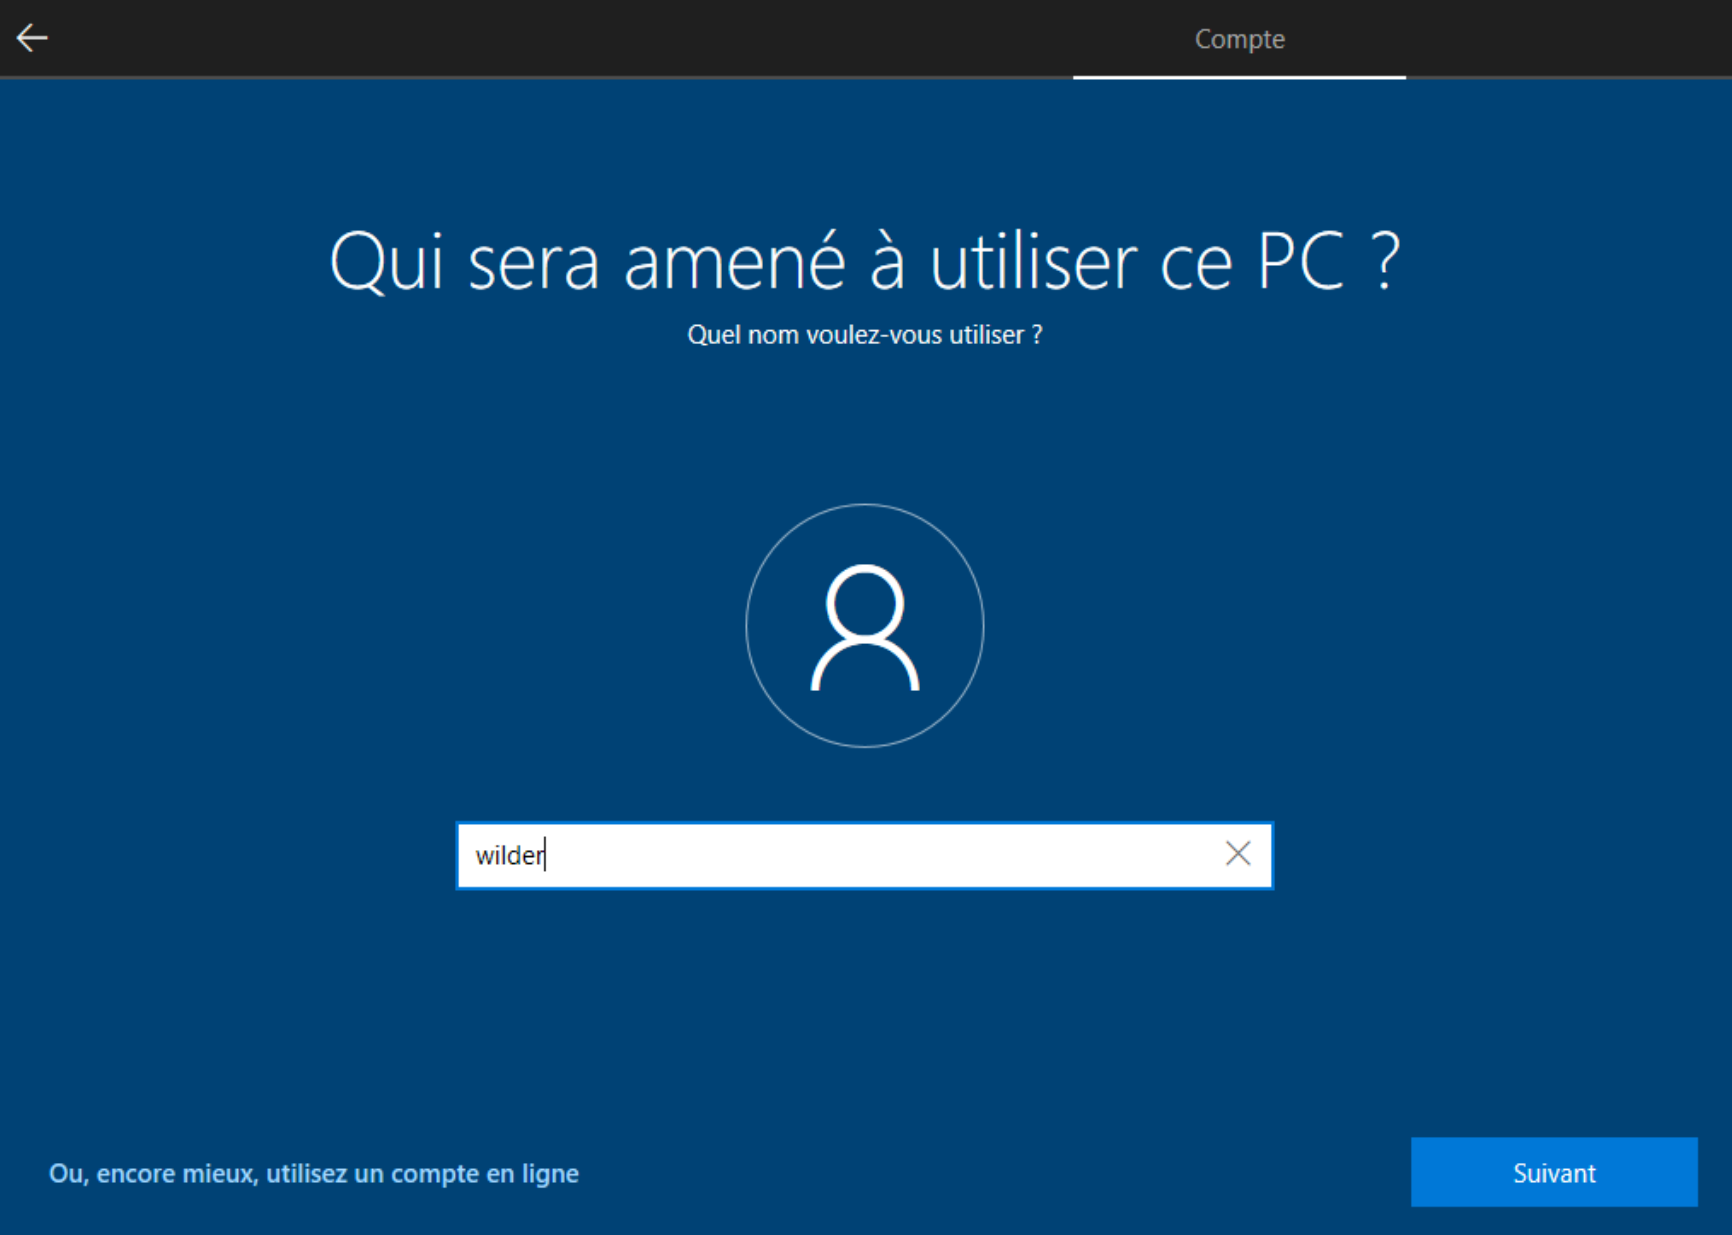 Compte
Qui sera amené à utiliser ce PC ?
Quel nom voulez-vous utiliser ?
wilder
Ou, encore mieux, utilisez un compte en ligne
Suivant